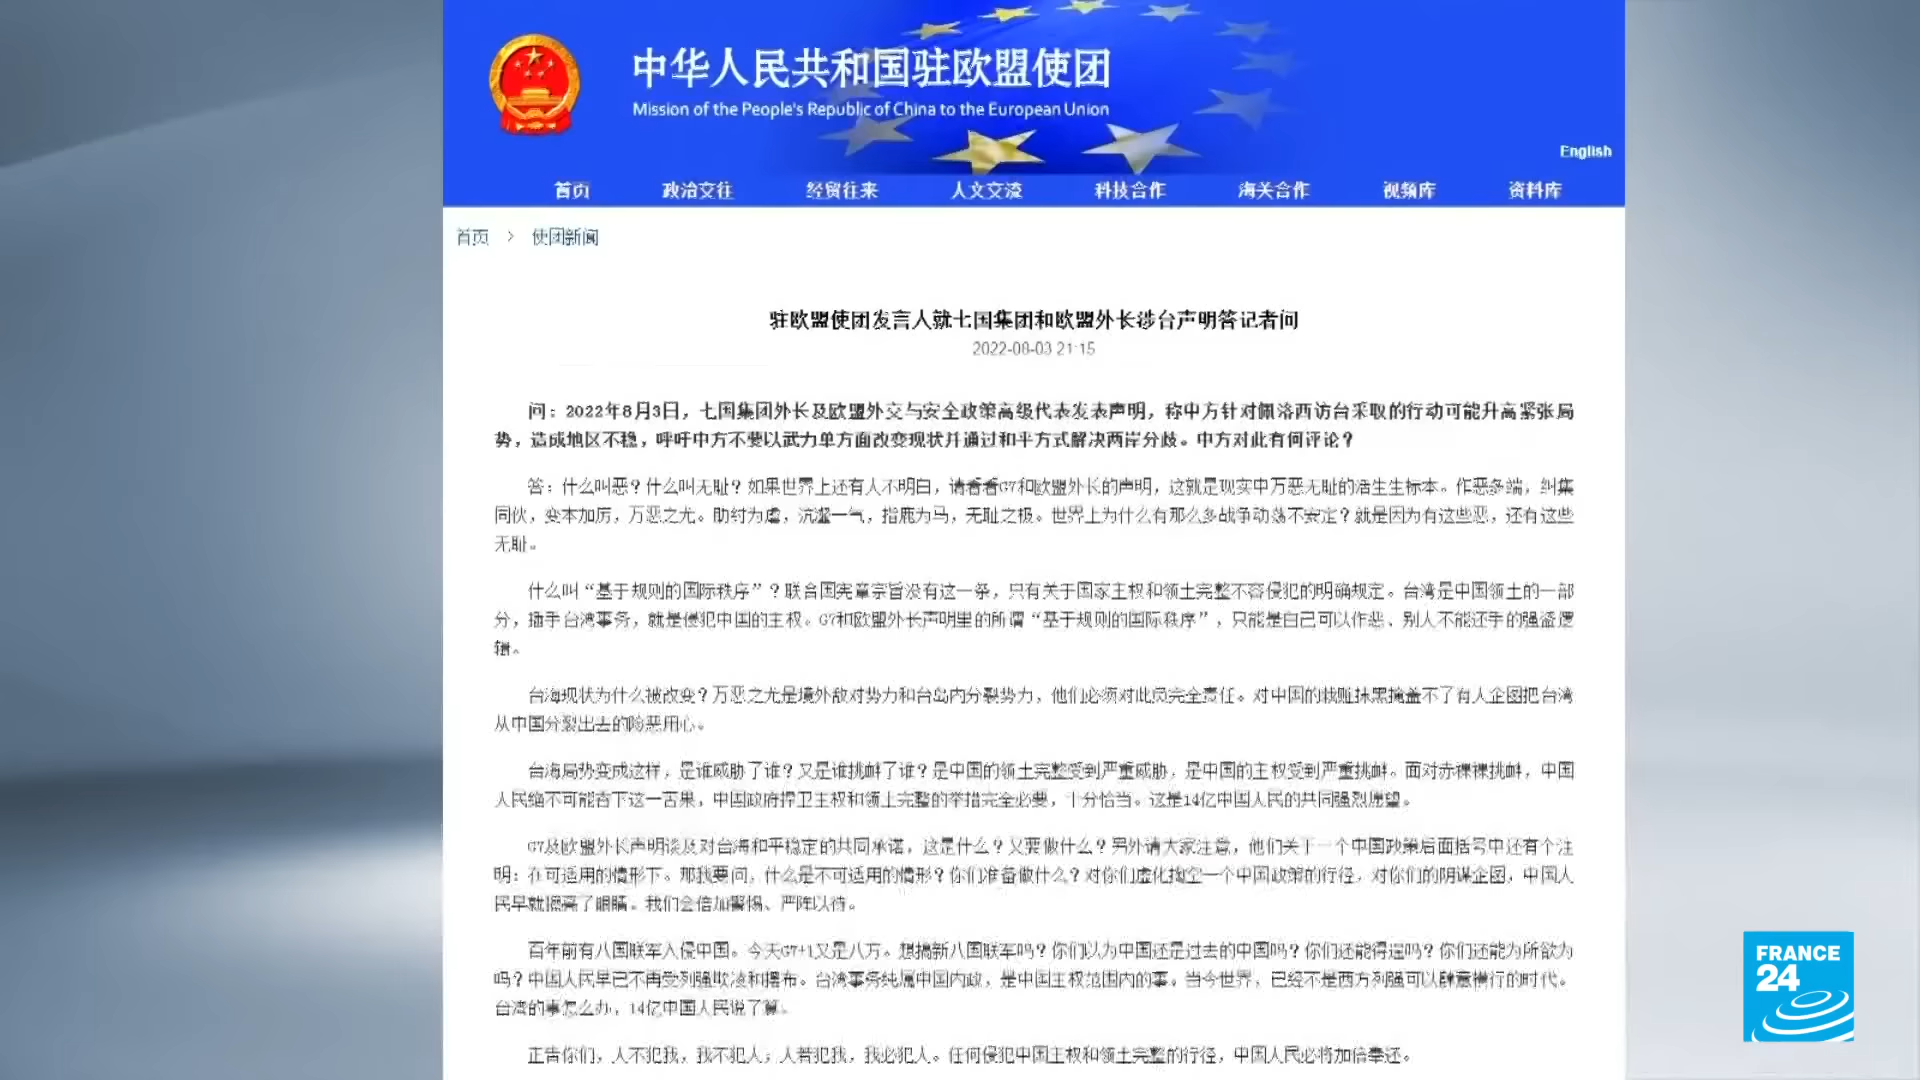 中华人民共和国驻欧盟使团
Mission of the People's Republic of China to the European Union
English
首页 政治交往 经贸往来 人文交流 科技合作 海关合作 视频库 资料库
首页 > 使团新闻
驻欧盟使团发言人就七国集团和欧盟外长涉台声明答记者问
2022-08-03 21:15
问：2022年8月3日，七国集团外长及欧盟外交与安全政策高级代表发表声明，称中方针对佩洛西访台采取的行动可能升高紧张局
势，造成地区不稳，呼吁中方不要以武力单方面改变现状并通过和平方式解决两岸分歧。中方对此有何评论？
答：什么叫恶？什么叫无耻？如果世界上还有人不明白，请看看G7和欧盟外长的声明，这就是现实中万恶无耻的活生生标本。作恶多端，纠集
同伙，变本加厉，万恶之尤。助纣为虐，沆瀣一气，指鹿为马，无耻之极。世界上为什么有那么多战争动荡不安定？就是因为有这些恶，还有这些
无耻。
什么叫“基于规则的国际秩序”？联合国宪章宗旨没有这一条，只有关于国家主权和领土完整不容侵犯的明确规定。台湾是中国领土的一部
分，插手台湾事务，就是侵犯中国的主权。G7和欧盟外长声明里的所谓“基于规则的国际秩序”，只能是自己可以作恶、别人不能还手的强盗逻
辑。
台海现状为什么被改变？万恶之尤是境外敌对势力和台岛内分裂势力，他们必须对此负完全责任。对中国的栽赃抹黑掩盖不了有人企图把台湾
从中国分裂出去的险恶用心。
台海局势变成这样，是谁威胁了谁？又是谁挑衅了谁？是中国的领土完整受到严重威胁，是中国的主权受到严重挑衅。面对赤裸裸挑衅，中国
人民绝不可能吞下这一苦果，中国政府捍卫主权和领土完整的举措完全必要，十分恰当。这是14亿中国人民的共同强烈愿望。
G7及欧盟外长声明谈及对台海和平稳定的共同承诺，这是什么？又要做什么？另外请大家注意，他们关于一个中国政策后面括号中还有个注
明：在可适用的情形下。那我要问，什么是不可适用的情形？你们准备做什么？对你们虚化掏空一个中国政策的行径，对你们的阴谋企图，中国人
民早就擦亮了眼睛。我们会倍加警惕、严阵以待。
百年前有八国联军入侵中国。今天G7+1又是八方。想搞新八国联军吗？你们以为中国还是过去的中国吗？你们还能得逞吗？你们还能为所欲为
吗？中国人民早已不再受列强欺凌和摆布。台湾事务纯属中国内政，是中国主权范围内的事。当今世界，已经不是西方列强可以肆意横行的时代。
台湾的事怎么办，14亿中国人民说了算。
正告你们，人不犯我，我不犯人；人若犯我，我必犯人。任何侵犯中国主权和领土完整的行径，中国人民必将加倍奉还。
FRANCE
24